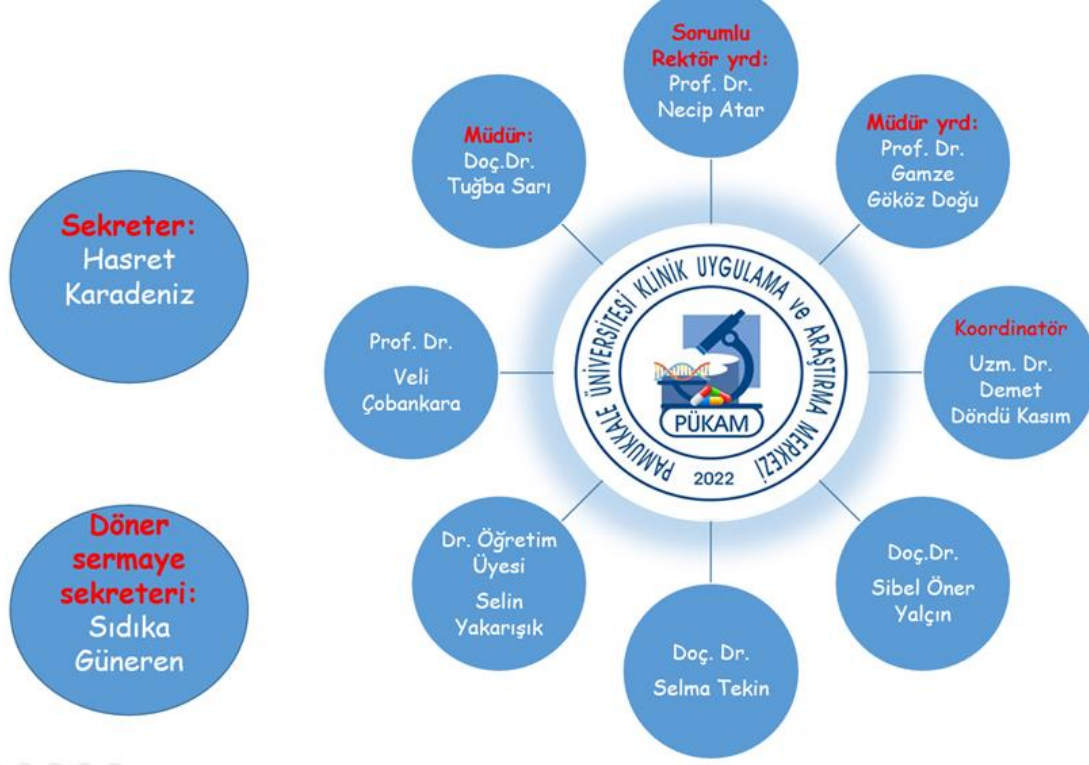 Sekreter:
Hasret
Karadeniz
Döner
sermaye
sekreteri:
Sıdıka
Güneren
Sorumlu
Rektör yrd:
Prof. Dr.
Necip Atar
Müdür yrd:
Prof. Dr.
Gamze
Gököz Doğu
Koordinatör
Uzm. Dr.
Demet
Döndü Kasım
Doç.Dr.
Sibel Öner
Yalçın
Doç. Dr.
Selma Tekin
Dr. Öğretim
Üyesi
Selin
Yakarışık
Prof. Dr.
Veli
Çobankara
Müdür:
Doç.Dr.
Tuğba Sarı
PAMUKKALE ÜNİVERSİTESİ KLİNİK UYGULAMA ve ARAŞTIRMA MERKEZİ
PÜKAM
2022